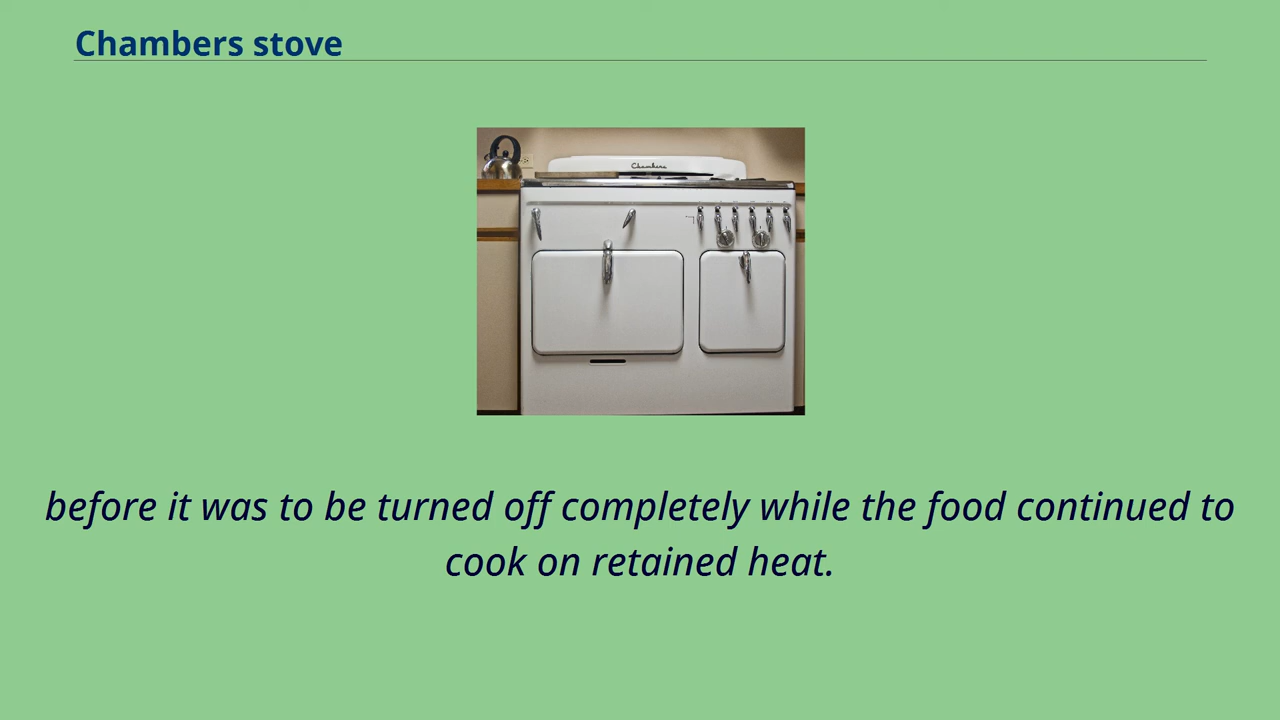 Chambers stove
Chambers
before it was to be turned off completely while the food continued to
cook on retained heat.